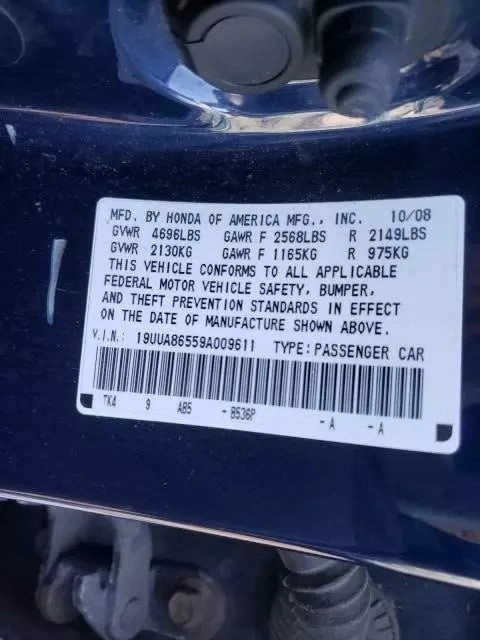 MFD. BY HONDA OF AMERICA MFG., INC. 10/08
GVWR 4696LBS GAWR F 2568LBS R 2149LBS
GVWR 2130KG GAWR F 1165KG R 975KG
THIS VEHICLE CONFORMS TO ALL APPLICABLE
FEDERAL MOTOR VEHICLE SAFETY, BUMPER,
AND THEFT PREVENTION STANDARDS IN EFFECT
ON THE DATE OF MANUFACTURE SHOWN ABOVE.
V.I.N.: 19UUA86559A009611 TYPE:PASSENGER CAR
TK4 9 AB5 - B536P - A - A